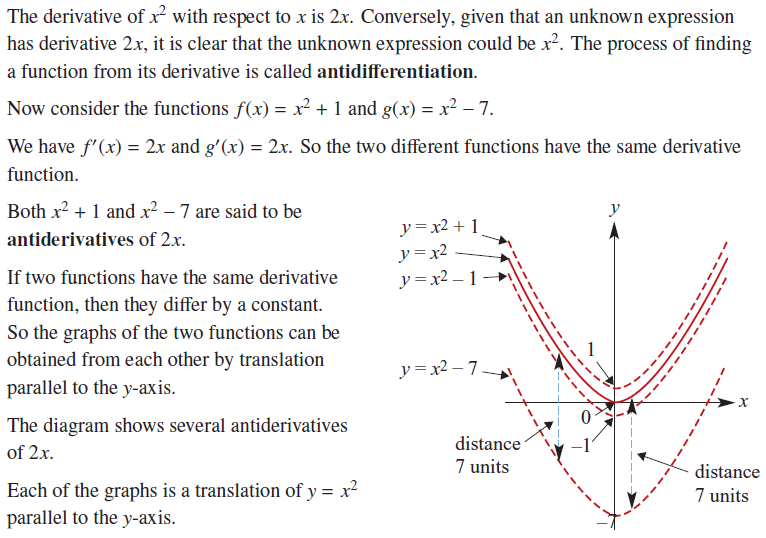 The derivative of x² with respect to x is 2x. Conversely, given that an unknown expression
has derivative 2x, it is clear that the unknown expression could be x². The process of finding
a function from its derivative is called antidifferentiation.
Now consider the functions f(x) = x² + 1 and g(x) = x² − 7.
We have f′(x) = 2x and g′(x) = 2x. So the two different functions have the same derivative
function.
Both x² + 1 and x² − 7 are said to be
antiderivatives of 2x.
If two functions have the same derivative
function, then they differ by a constant.
So the graphs of the two functions can be
obtained from each other by translation
parallel to the y-axis.
The diagram shows several antiderivatives
of 2x.
Each of the graphs is a translation of y = x²
parallel to the y-axis.
y
y = x2 + 1
y = x2
y = x2 – 1
1
y = x2 – 7
x
0
–1
distance
7 units
distance
7 units
–7